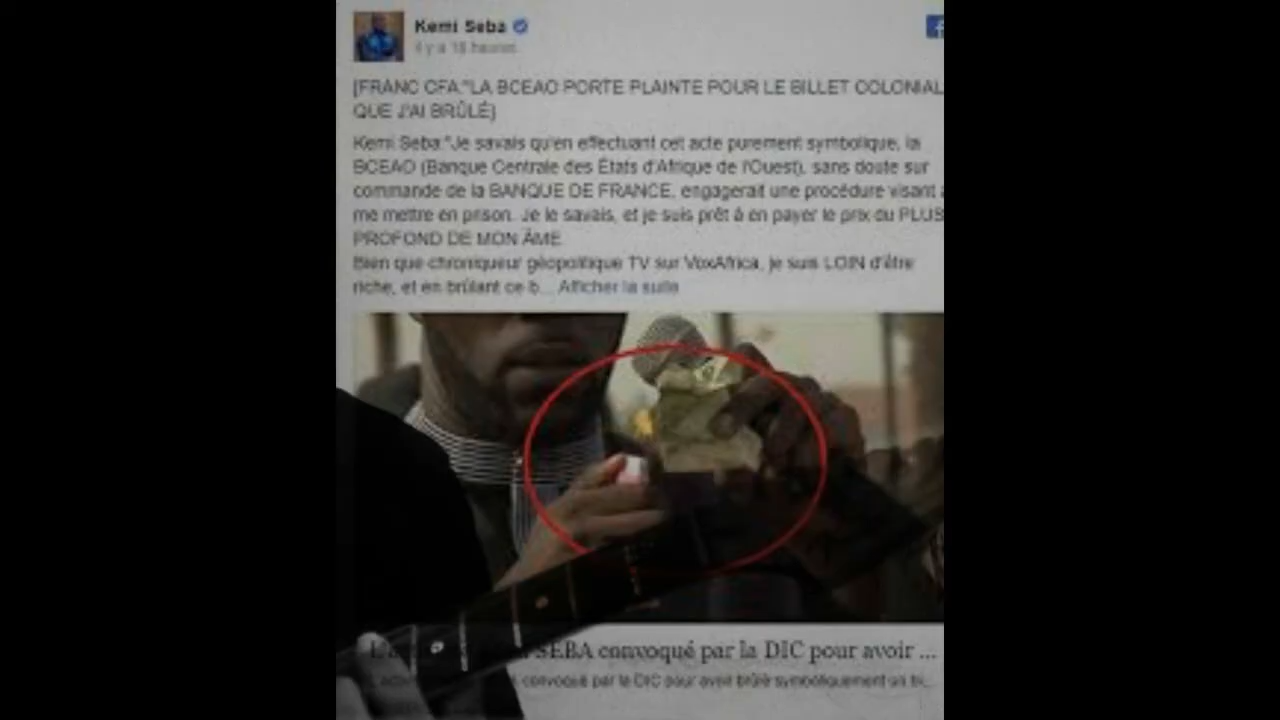 Kemi Seba
il y a 18 heures
[FRANC CFA:"LA BCEAO PORTE PLAINTE POUR LE BILLET COLONIAL
QUE J'AI BRÛLÉ]
Kemi Seba:"Je savais qu'en effectuant cet acte purement symbolique, la
BCEAO (Banque Centrale des États d'Afrique de l'Ouest), sans doute sur
commande de la BANQUE DE FRANCE, engagerait une procédure visant à
me mettre en prison. Je le savais, et je suis prêt à en payer le prix du PLUS
PROFOND DE MON ÂME.
Bien que chroniqueur géopolitique TV sur VoxAfrica, je suis LOIN d'être
riche, et en brûlant ce b... Afficher la suite
SEBA convoqué par la DIC pour avoir ...
convoqué par la DIC pour avoir brûlé symboliquement un bi...